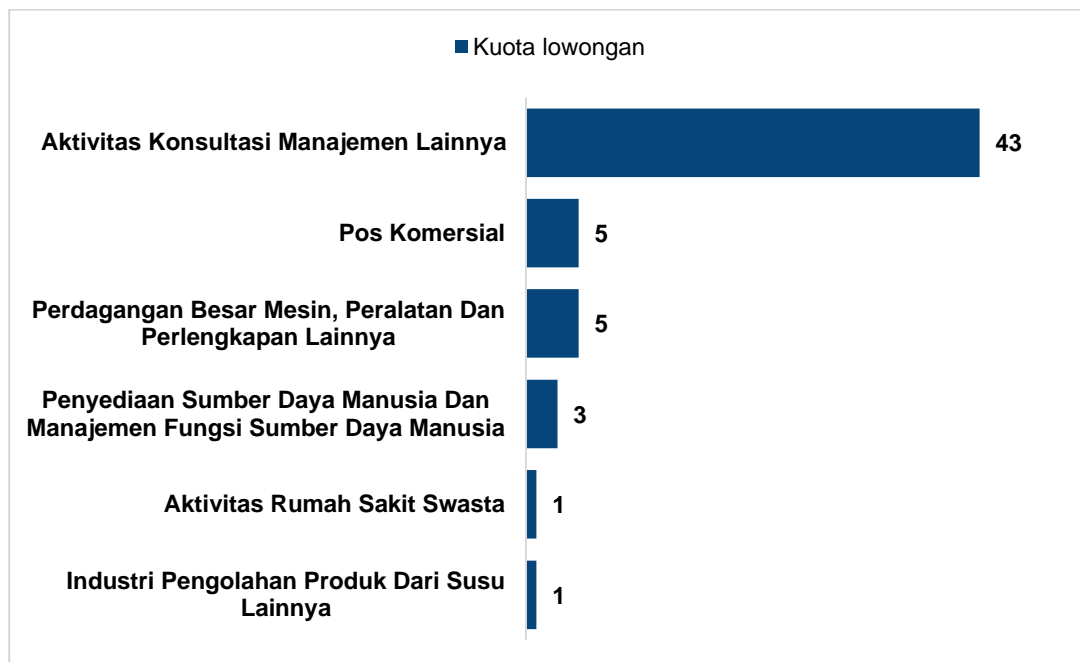 Kuota lowongan
Aktivitas Konsultasi Manajemen Lainnya
43
Pos Komersial
5
Perdagangan Besar Mesin, Peralatan Dan
Perlengkapan Lainnya
5
Penyediaan Sumber Daya Manusia Dan
Manajemen Fungsi Sumber Daya Manusia
3
Aktivitas Rumah Sakit Swasta
1
Industri Pengolahan Produk Dari Susu
Lainnya
1